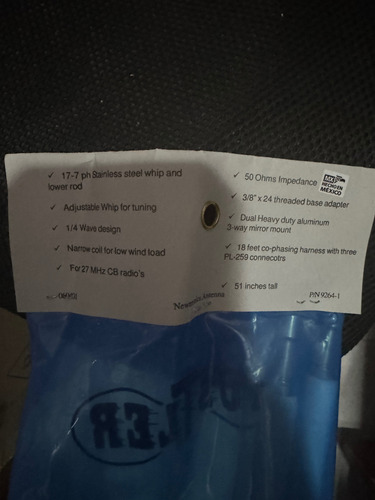 ✓ 17-7 ph Stainless steel whip and
lower rod
✓ Adjustable Whip for tuning
✓ 1/4 Wave design
✓ Narrow coil for low wind load
✓ For 27 MHz CB radio's
✓ 50 Ohms Impedance
HECHO EN
MÉXICO
✓ 3/8" x 24 threaded base adapter
✓ Dual Heavy duty aluminum
3-way mirror mount
✓ 18 feet co-phasing harness with three
PL-259 connecotrs
✓ 51 inches tall
P/N 9264-1